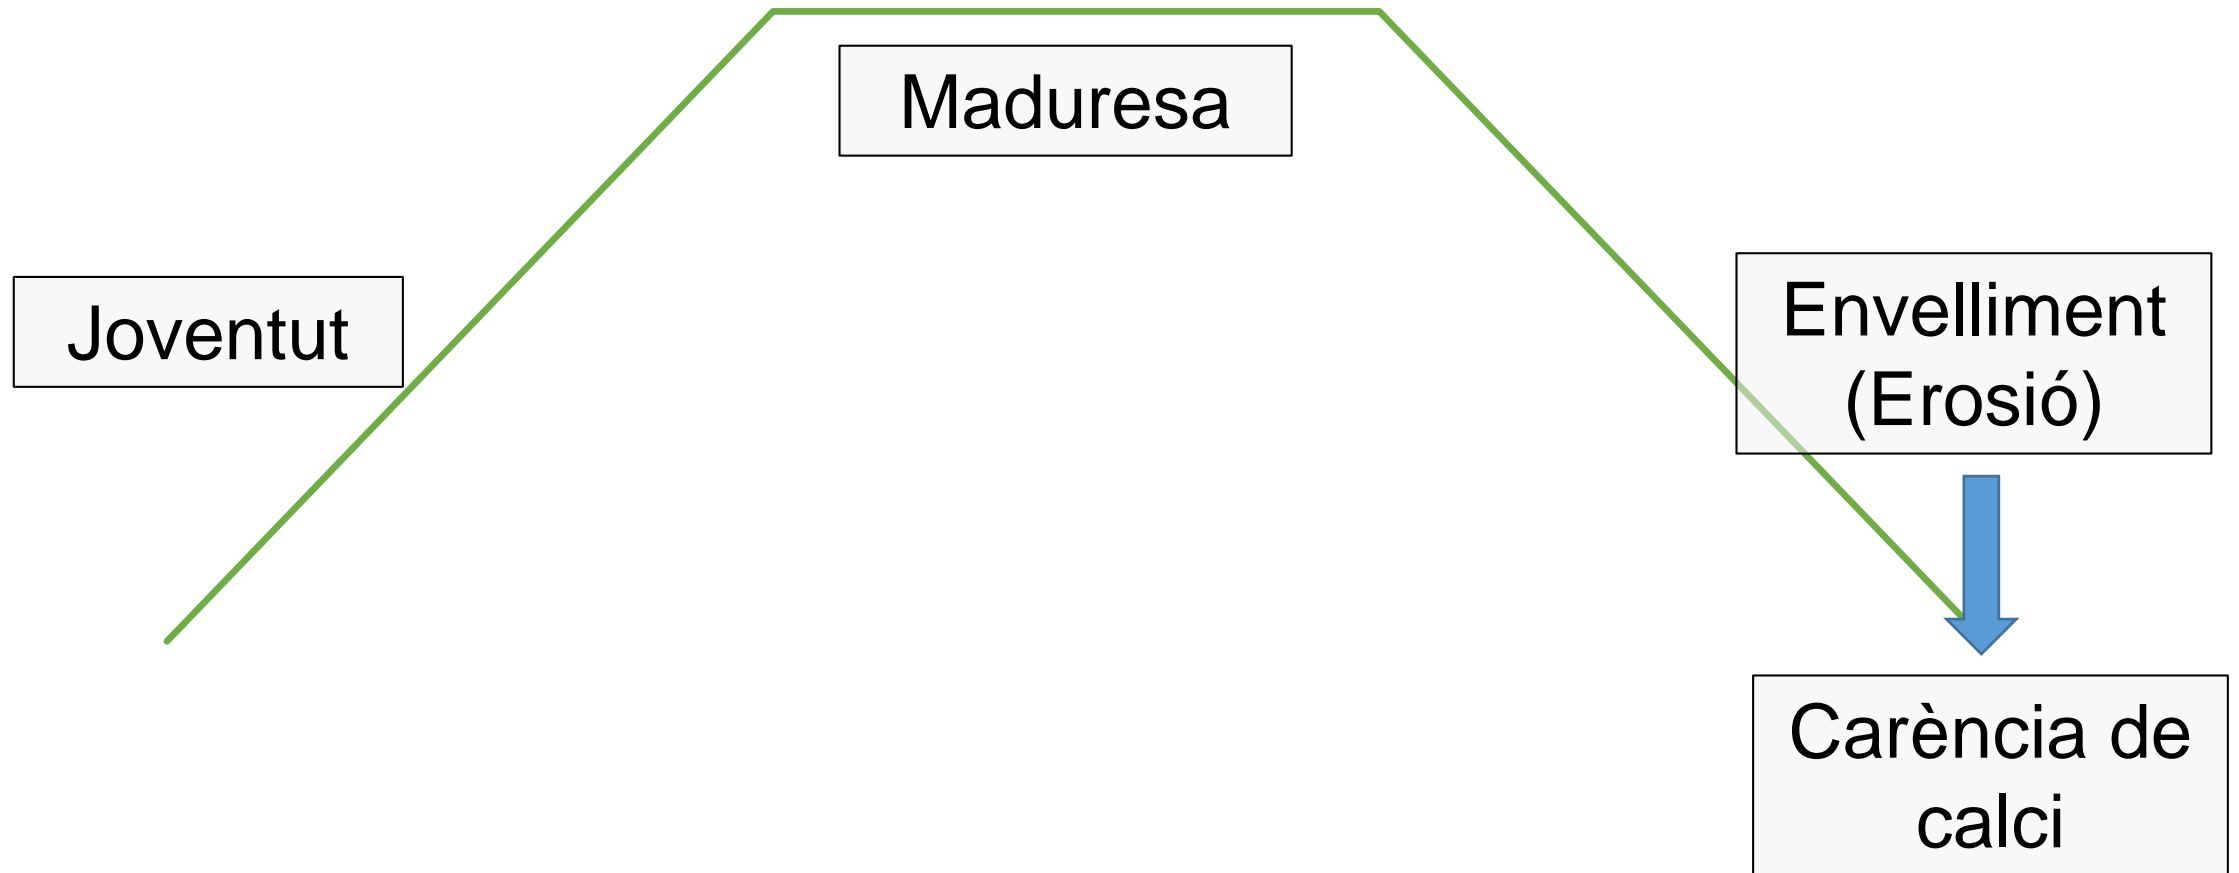 Maduresa
Joventut
Envelliment
(Erosió)
Carència de
calci